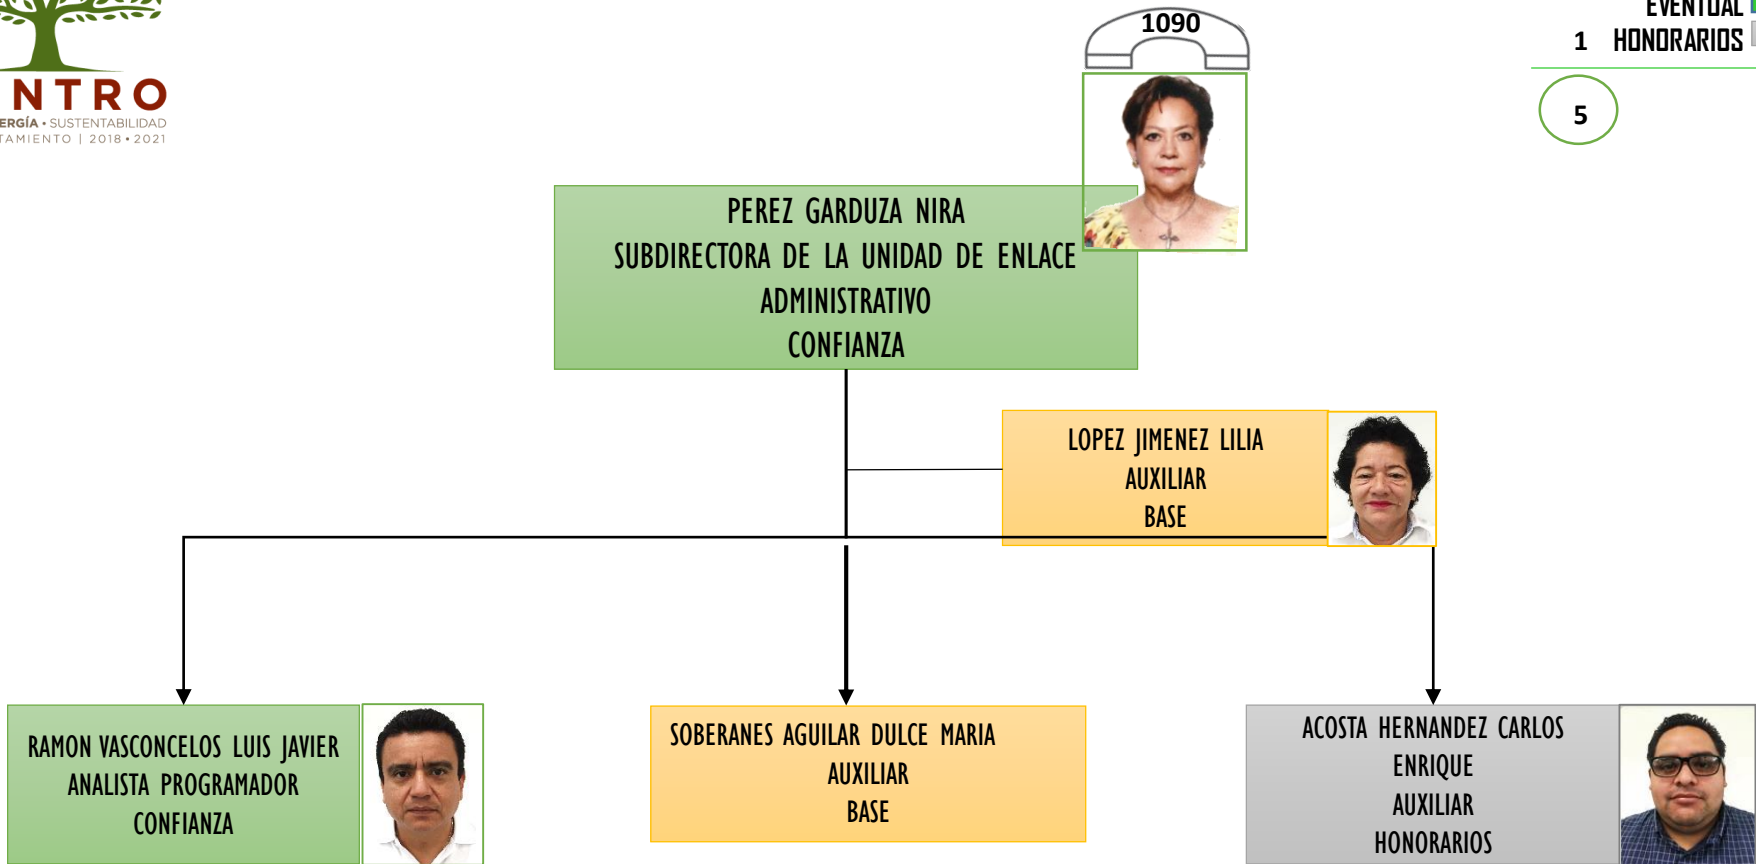 NTRO
ERGÍA • SUSTENTABILIDAD
TAMIENTO | 2018 • 2021
1090
EVENTUAL
1 HONORARIOS
5
PEREZ GARDUZA NIRA
SUBDIRECTORA DE LA UNIDAD DE ENLACE
ADMINISTRATIVO
CONFIANZA
LOPEZ JIMENEZ LILIA
AUXILIAR
BASE
RAMON VASCONCELOS LUIS JAVIER
ANALISTA PROGRAMADOR
CONFIANZA
SOBERANES AGUILAR DULCE MARIA
AUXILIAR
BASE
ACOSTA HERNANDEZ CARLOS
ENRIQUE
AUXILIAR
HONORARIOS